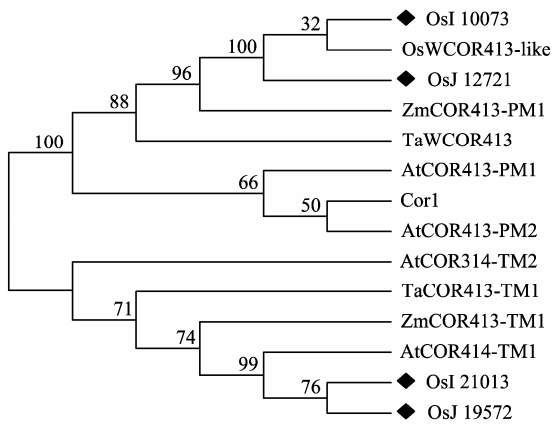 32
OsI 10073
OsWCOR413-like
100
OsJ 12721
96
ZmCOR413-PM1
88
TaWCOR413
100
AtCOR413-PM1
66
Cor1
50
AtCOR413-PM2
AtCOR314-TM2
TaCOR413-TM1
71
ZmCOR413-TM1
74
AtCOR414-TM1
99
OsI 21013
76
OsJ 19572